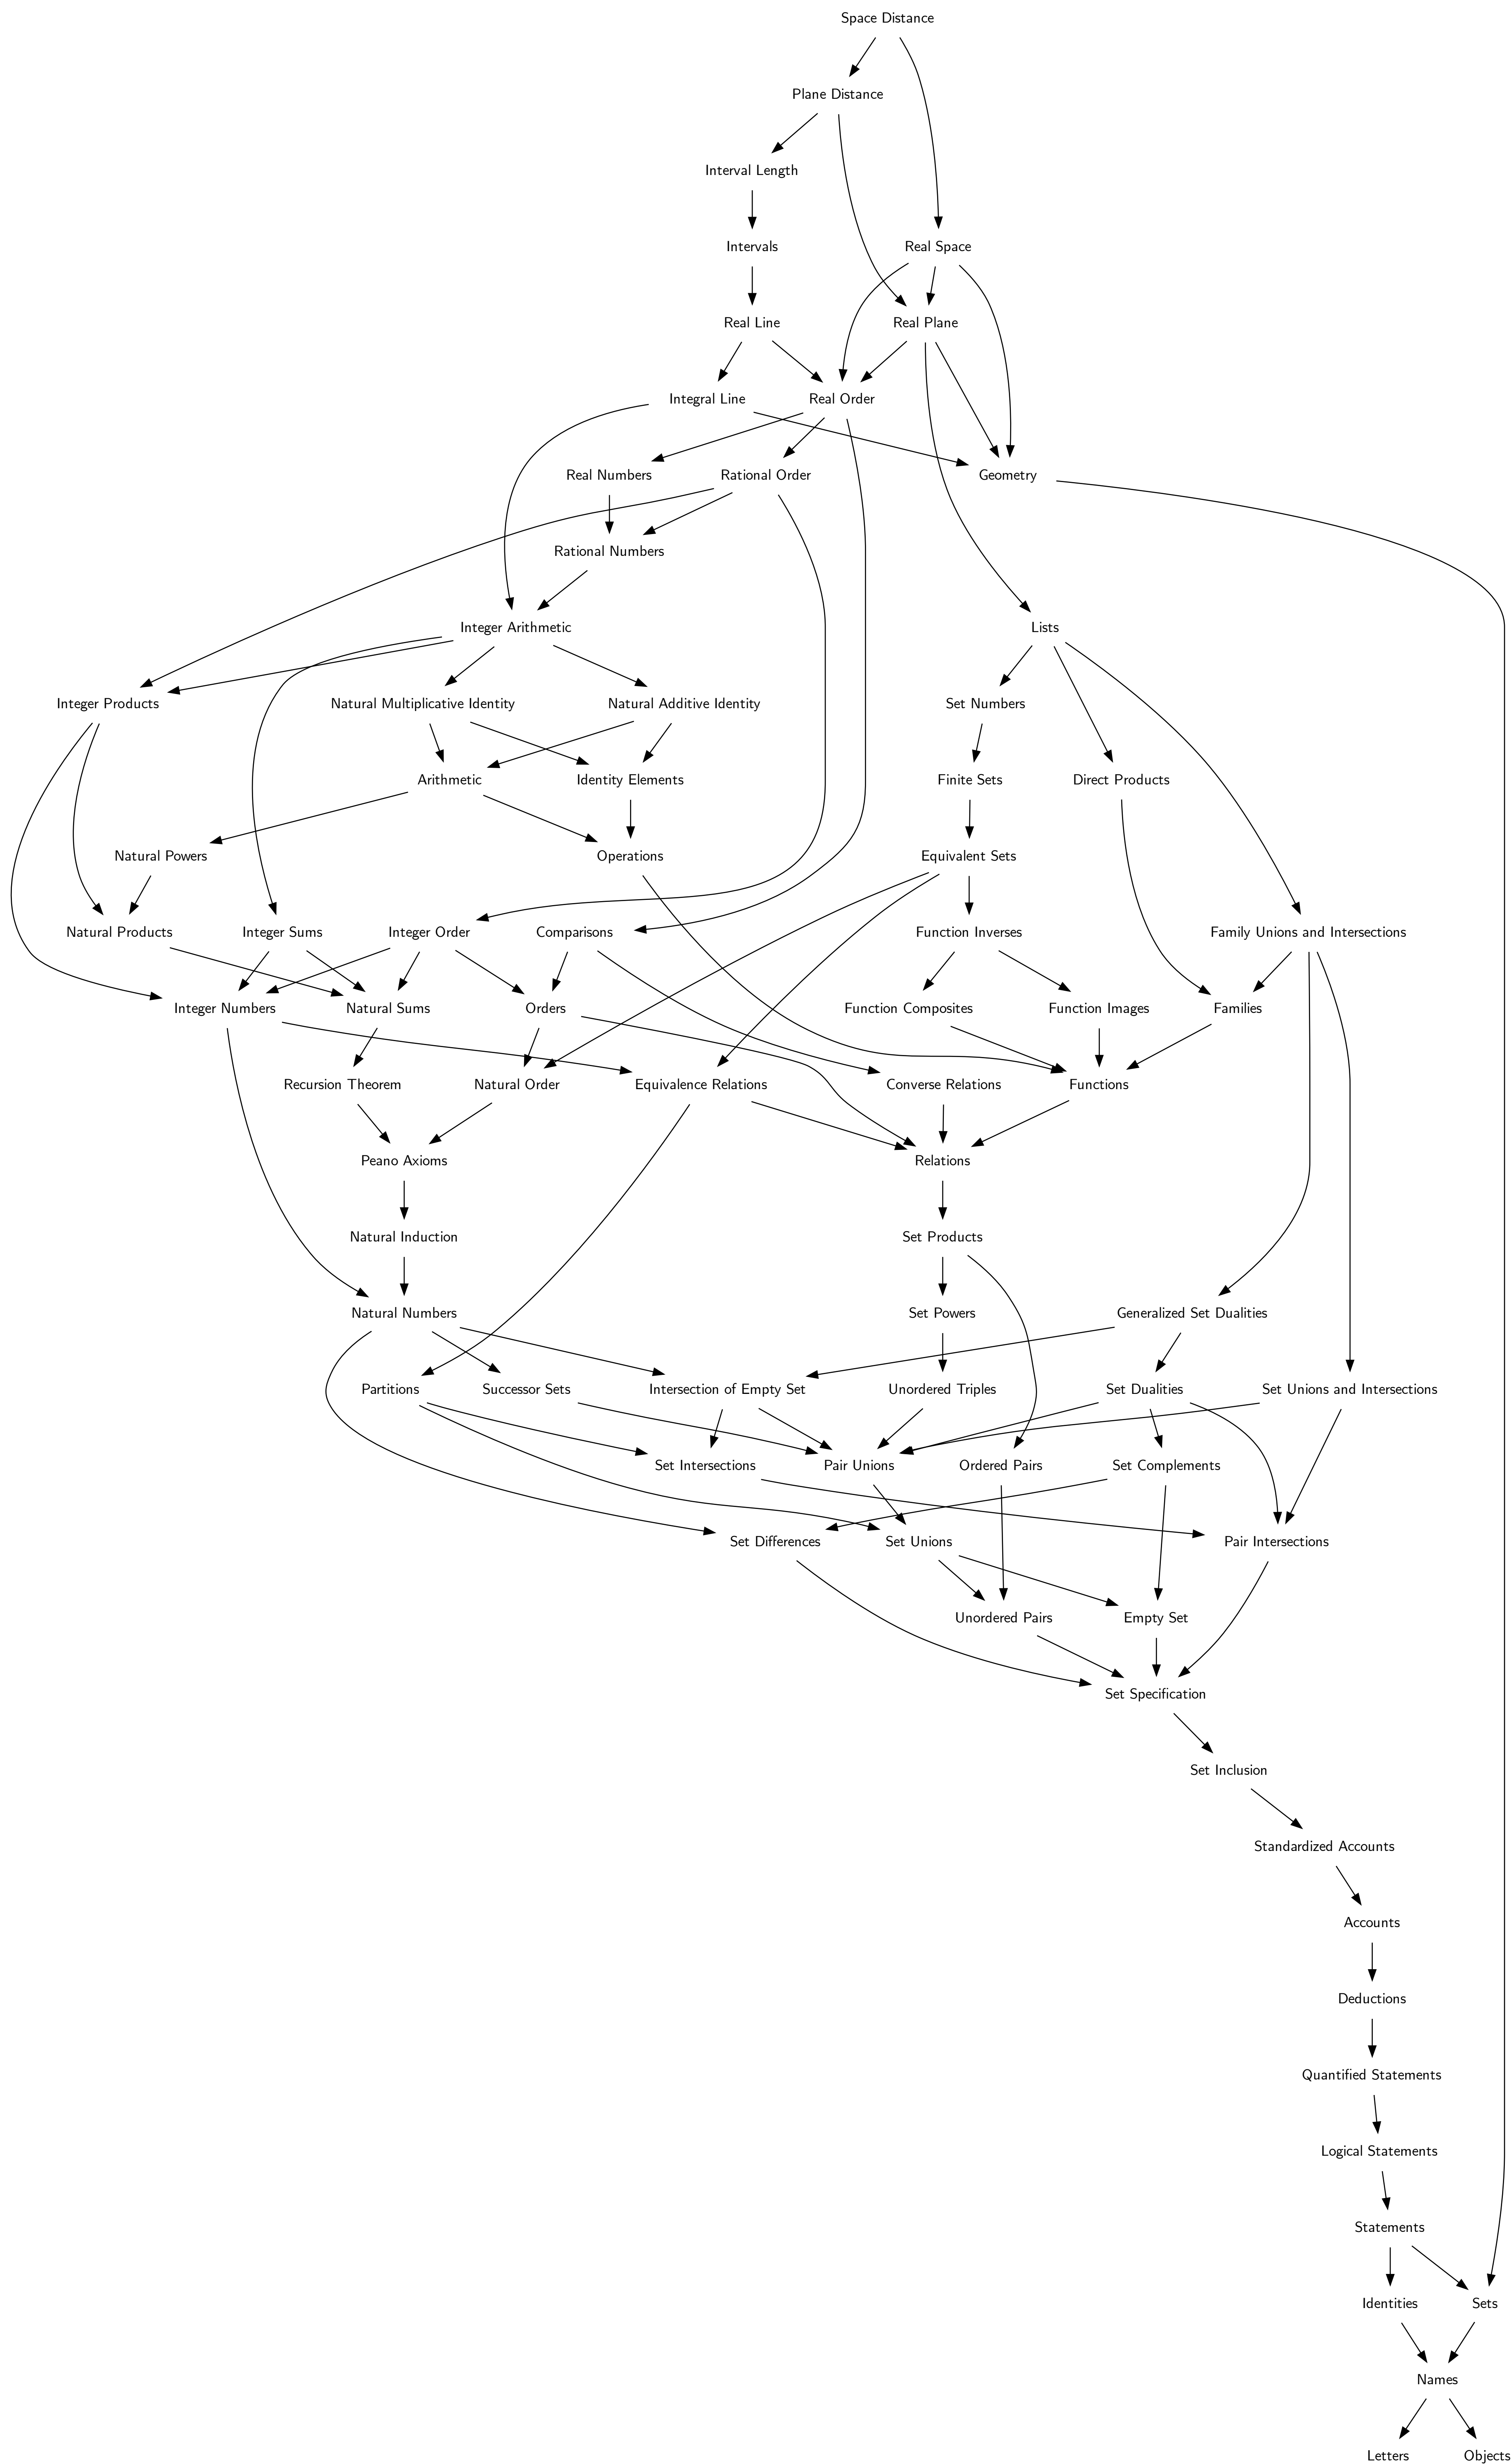 Space Distance
Plane Distance
Interval Length
Intervals
Real Space
Real Line
Real Plane
Integral Line
Real Order
Real Numbers
Rational Order
Geometry
Rational Numbers
Integer Arithmetic
Lists
Integer Products
Natural Multiplicative Identity
Natural Additive Identity
Set Numbers
Arithmetic
Identity Elements
Finite Sets
Direct Products
Natural Powers
Operations
Equivalent Sets
Natural Products
Integer Sums
Integer Order
Comparisons
Function Inverses
Family Unions and Intersections
Integer Numbers
Natural Sums
Orders
Function Composites
Function Images
Families
Recursion Theorem
Natural Order
Equivalence Relations
Converse Relations
Functions
Peano Axioms
Relations
Natural Induction
Set Products
Natural Numbers
Set Powers
Generalized Set Dualities
Partitions
Successor Sets
Intersection of Empty Set
Unordered Triples
Set Dualities
Set Unions and Intersections
Set Intersections
Pair Unions
Ordered Pairs
Set Complements
Set Differences
Set Unions
Pair Intersections
Unordered Pairs
Empty Set
Set Specification
Set Inclusion
Standardized Accounts
Accounts
Deductions
Quantified Statements
Logical Statements
Statements
Identities
Sets
Names
Letters
Objects